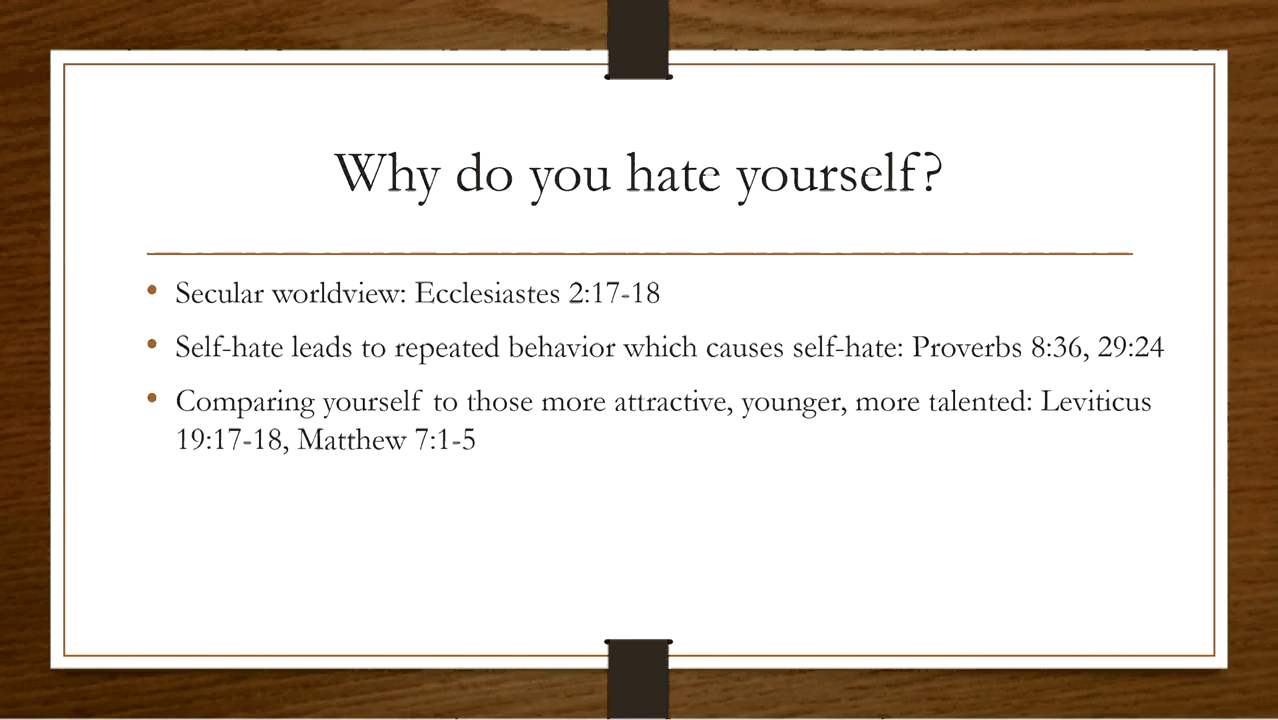 Why do you hate yourself?
• Secular worldview: Ecclesiastes 2:17-18
• Self-hate leads to repeated behavior which causes self-hate: Proverbs 8:36, 29:24
• Comparing yourself to those more attractive, younger, more talented: Leviticus
19:17-18, Matthew 7:1-5